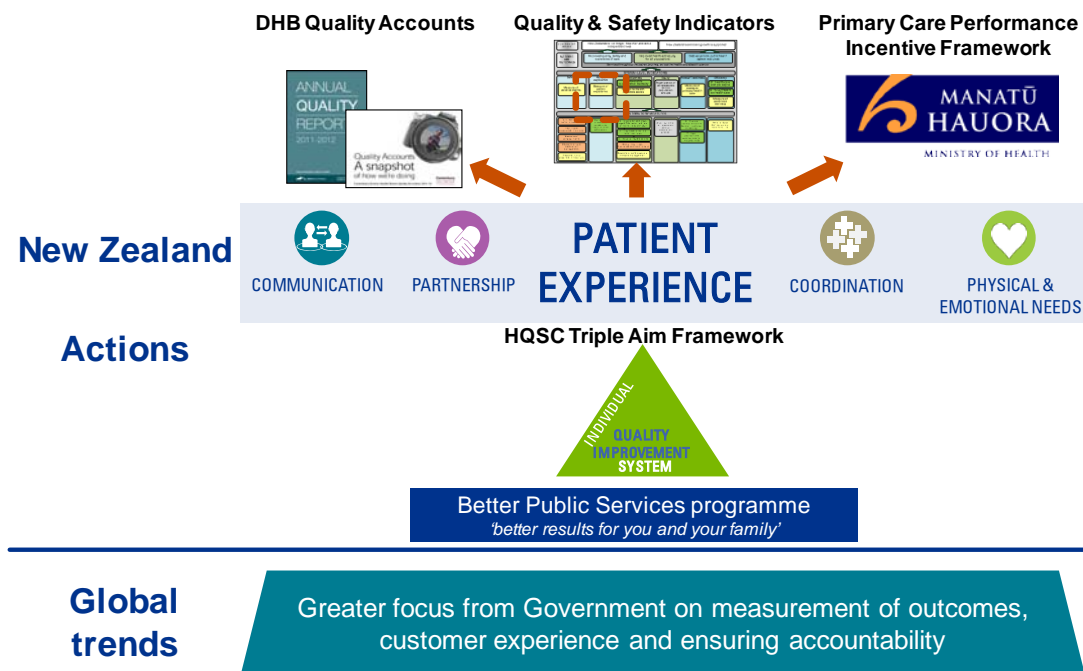 DHB Quality Accounts
Quality & Safety Indicators
Primary Care Performance
Incentive Framework
ANNUAL
QUALITY
REPORT
2011-2012
Quality Accounts
A snapshot
of how we're doing
MANATŪ
HAUORA
MINISTRY OF HEALTH
New Zealand
COMMUNICATION
PARTNERSHIP
PATIENT
EXPERIENCE
COORDINATION
PHYSICAL &
EMOTIONAL NEEDS
Actions
HQSC Triple Aim Framework
INDIVIDUAL
QUALITY
IMPROVEMENT
SYSTEM
Better Public Services programme
‘better results for you and your family’
Global
trends
Greater focus from Government on measurement of outcomes,
customer experience and ensuring accountability